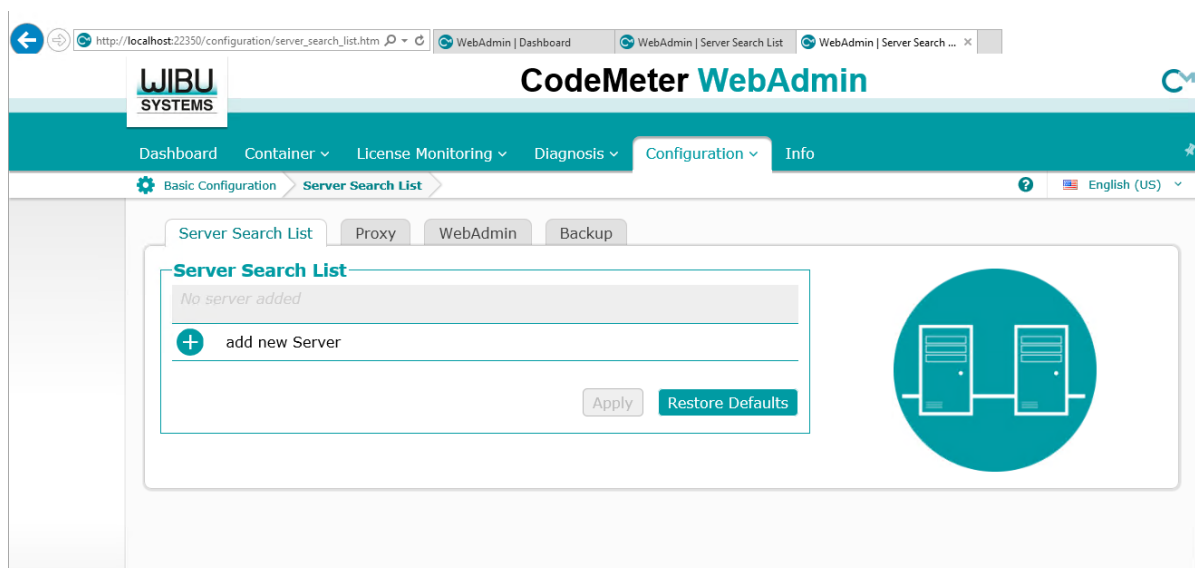 http://localhost:22350/configuration/server_search_list.htm
WebAdmin | Dashboard
WebAdmin | Server Search List
WebAdmin | Server Search ...
WIBU
SYSTEMS
CodeMeter WebAdmin
Dashboard Container License Monitoring Diagnosis Configuration Info
Basic Configuration Server Search List
English (US)
Server Search List Proxy WebAdmin Backup
Server Search List
No server added
add new Server
Apply Restore Defaults